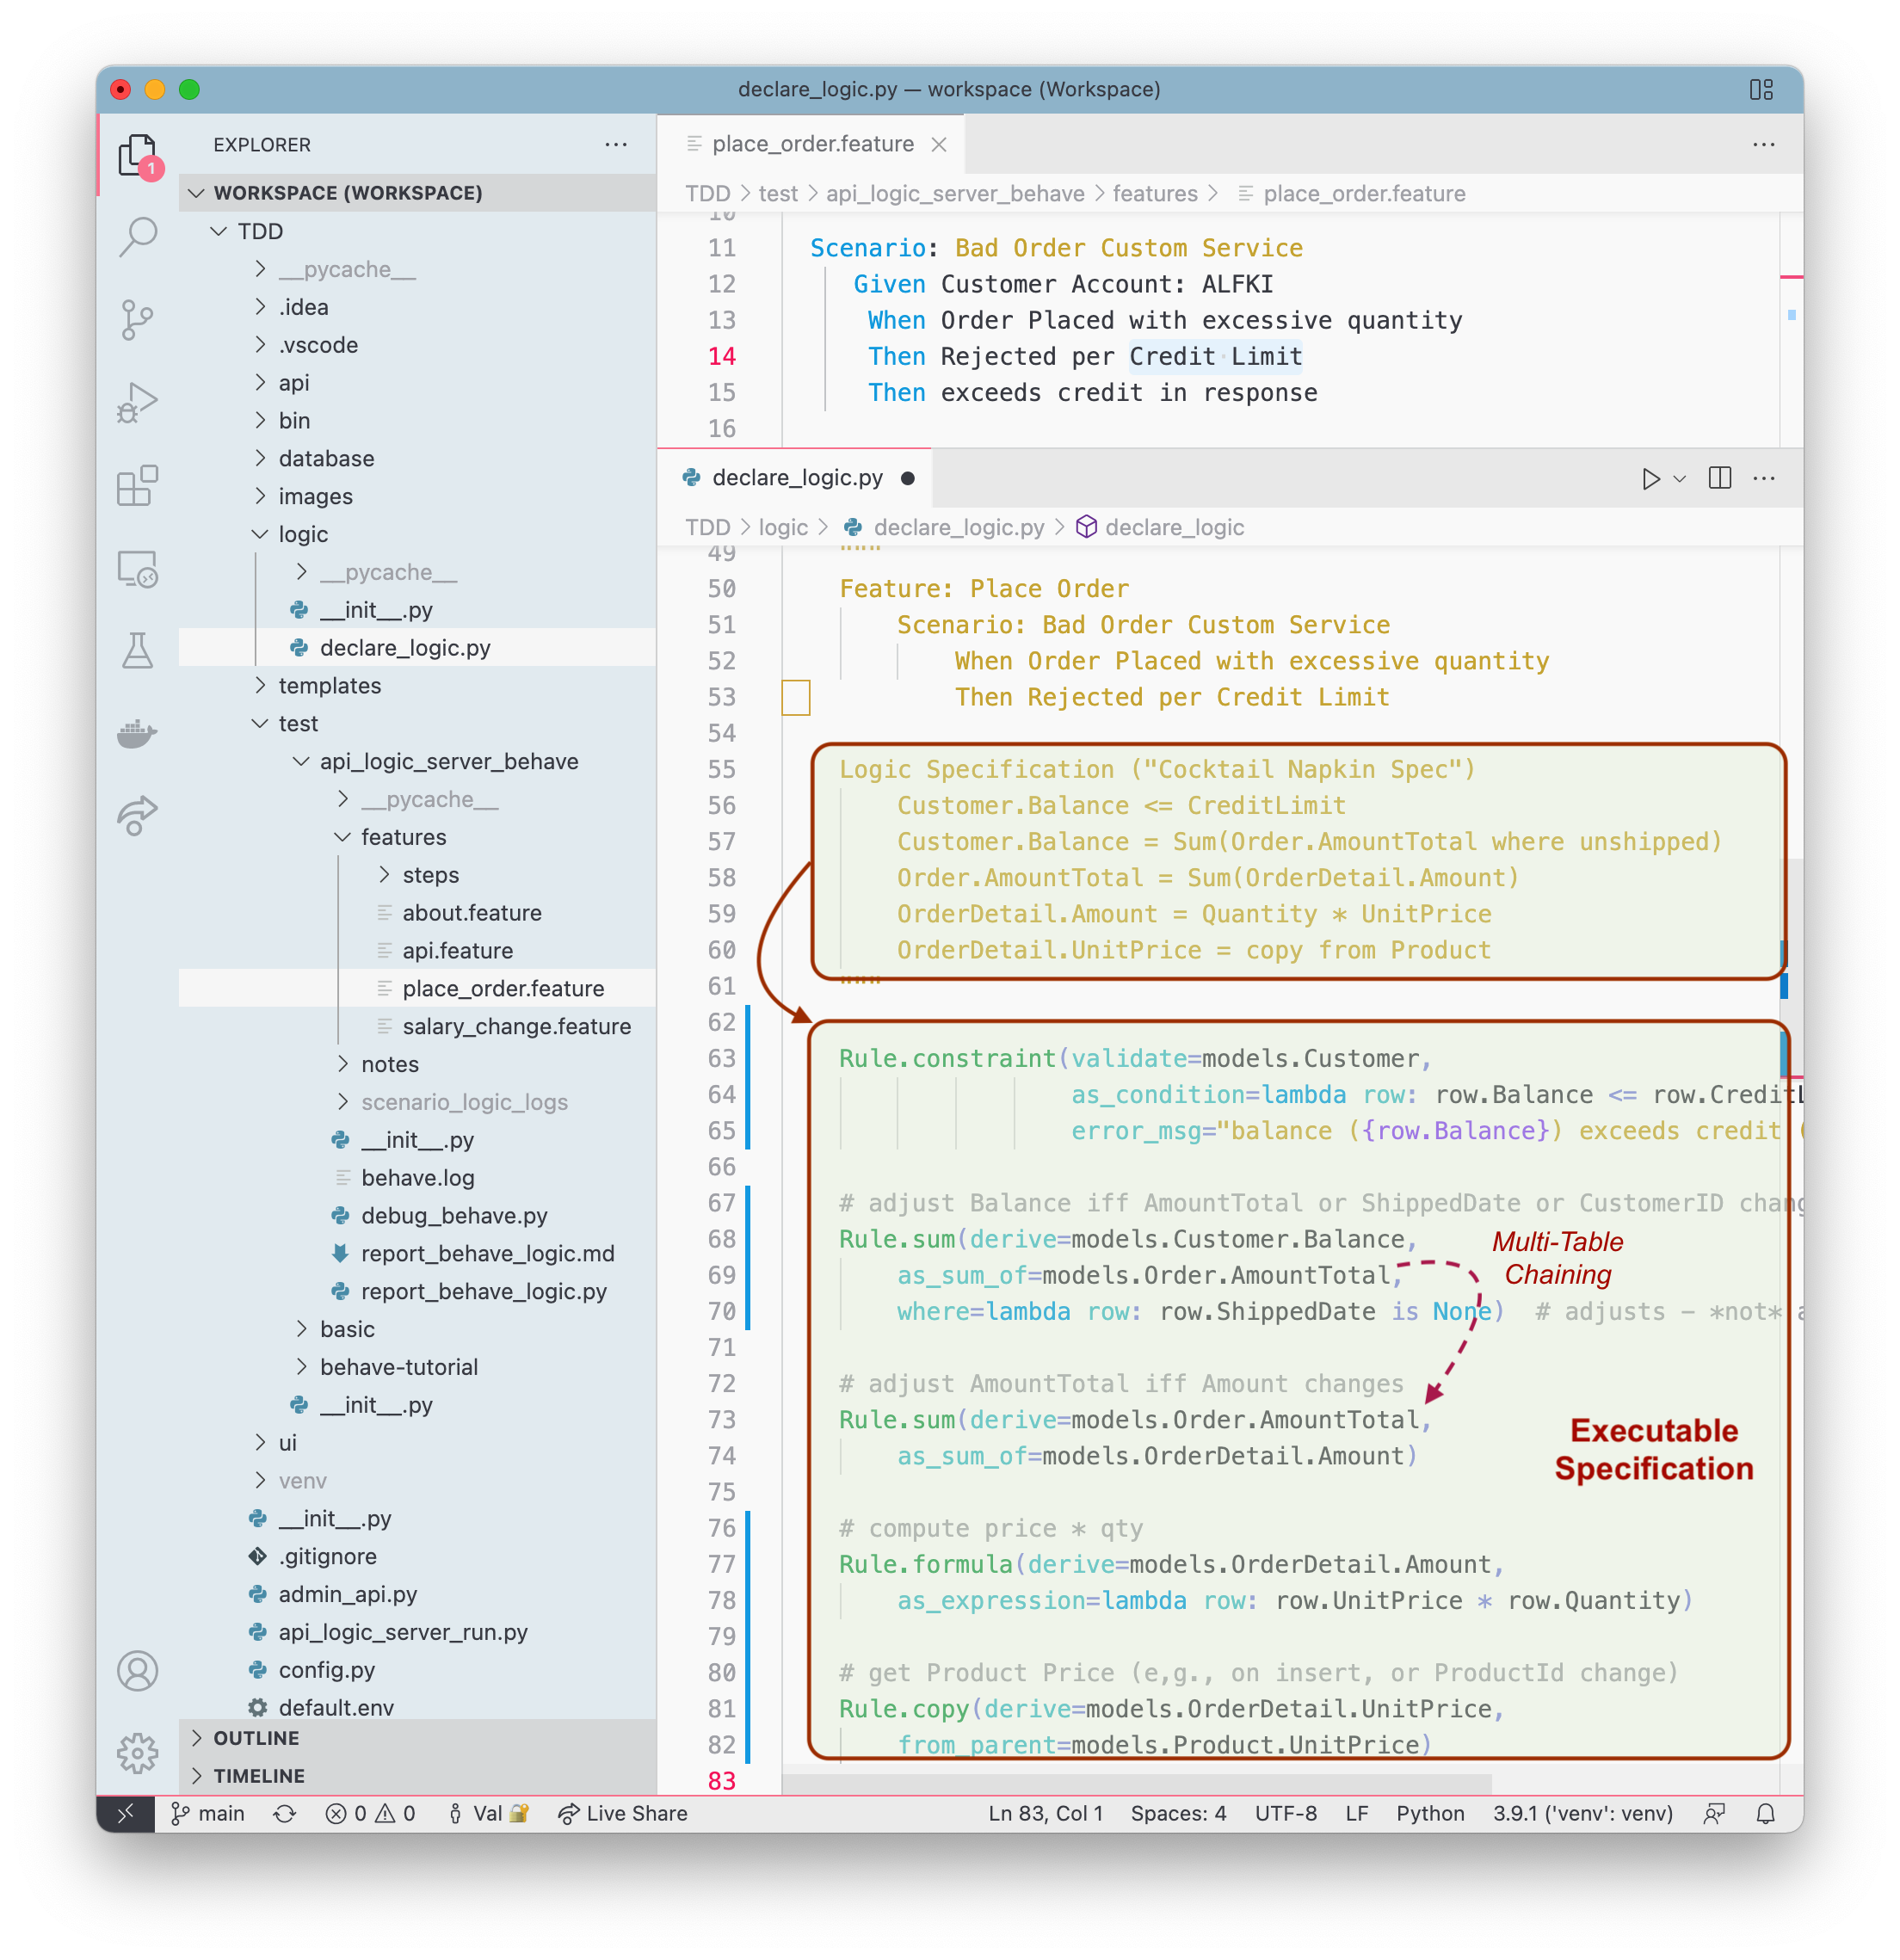 declare_logic.py — workspace (Workspace)
EXPLORER
WORKSPACE (WORKSPACE)
TDD
__pycache__
.idea
.vscode
api
bin
database
images
logic
__pycache__
__init__.py
declare_logic.py
templates
test
api_logic_server_behave
__pycache__
features
steps
about.feature
api.feature
place_order.feature
salary_change.feature
notes
scenario_logic_logs
__init__.py
behave.log
debug_behave.py
report_behave_logic.md
report_behave_logic.py
basic
behave-tutorial
__init__.py
ui
venv
__init__.py
.gitignore
admin_api.py
api_logic_server_run.py
config.py
default.env
OUTLINE
TIMELINE
1
place_order.feature
TDD > test > api_logic_server_behave > features > place_order.feature
10
11 Scenario: Bad Order Custom Service
12 Given Customer Account: ALFKI
13 When Order Placed with excessive quantity
14 Then Rejected per Credit Limit
15 Then exceeds credit in response
16
declare_logic.py
TDD > logic > declare_logic.py > declare_logic
49 """
50 Feature: Place Order
51 Scenario: Bad Order Custom Service
52 When Order Placed with excessive quantity
53 Then Rejected per Credit Limit
54
55 Logic Specification ("Cocktail Napkin Spec")
56 Customer.Balance <= CreditLimit
57 Customer.Balance = Sum(Order.AmountTotal where unshipped)
58 Order.AmountTotal = Sum(OrderDetail.Amount)
59 OrderDetail.Amount = Quantity * UnitPrice
60 OrderDetail.UnitPrice = copy from Product
61 """
62
63 Rule.constraint(validate=models.Customer,
64 as_condition=lambda row: row.Balance <= row.CreditL
65 error_msg="balance ({row.Balance}) exceeds credit (
66
67 # adjust Balance iff AmountTotal or ShippedDate or CustomerID chang
68 Rule.sum(derive=models.Customer.Balance,
69 as_sum_of=models.Order.AmountTotal,
70 where=lambda row: row.ShippedDate is None) # adjusts - *not* a
71
72 # adjust AmountTotal iff Amount changes
73 Rule.sum(derive=models.Order.AmountTotal,
74 as_sum_of=models.OrderDetail.Amount)
75
76 # compute price * qty
77 Rule.formula(derive=models.OrderDetail.Amount,
78 as_expression=lambda row: row.UnitPrice * row.Quantity)
79
80 # get Product Price (e,g., on insert, or ProductId change)
81 Rule.copy(derive=models.OrderDetail.UnitPrice,
82 from_parent=models.Product.UnitPrice)
83
Multi-Table
Chaining
Executable
Specification
main 0 0 Val Live Share Ln 83, Col 1 Spaces: 4 UTF-8 LF Python 3.9.1 ('venv': venv)